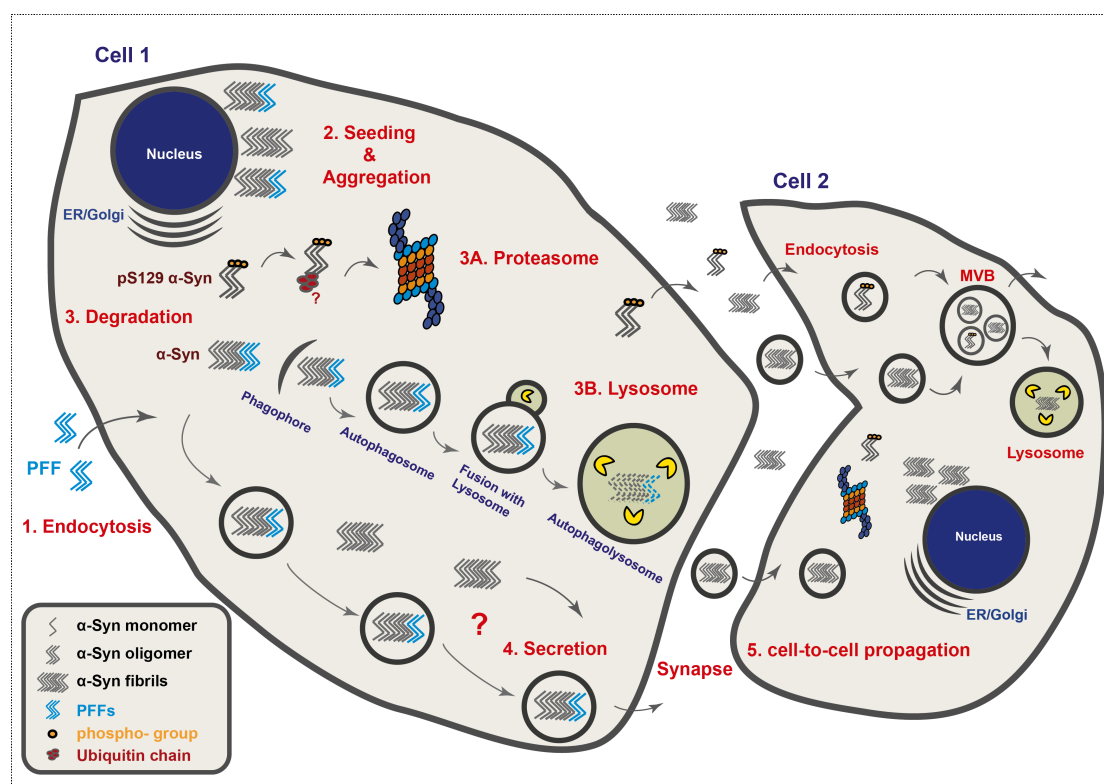 Cell 1
Nucleus
ER/Golgi
2. Seeding
&
Aggregation
pS129 α-Syn
?
3A. Proteasome
3. Degradation
α-Syn
Phagophore
Autophagosome
Fusion with
Lysosome
Autophagolysosome
3B. Lysosome
PFF
1. Endocytosis
?
4. Secretion
Synapse
Cell 2
Endocytosis
MVB
Lysosome
Nucleus
ER/Golgi
5. cell-to-cell propagation
α-Syn monomer
α-Syn oligomer
α-Syn fibrils
PFFs
phospho- group
Ubiquitin chain